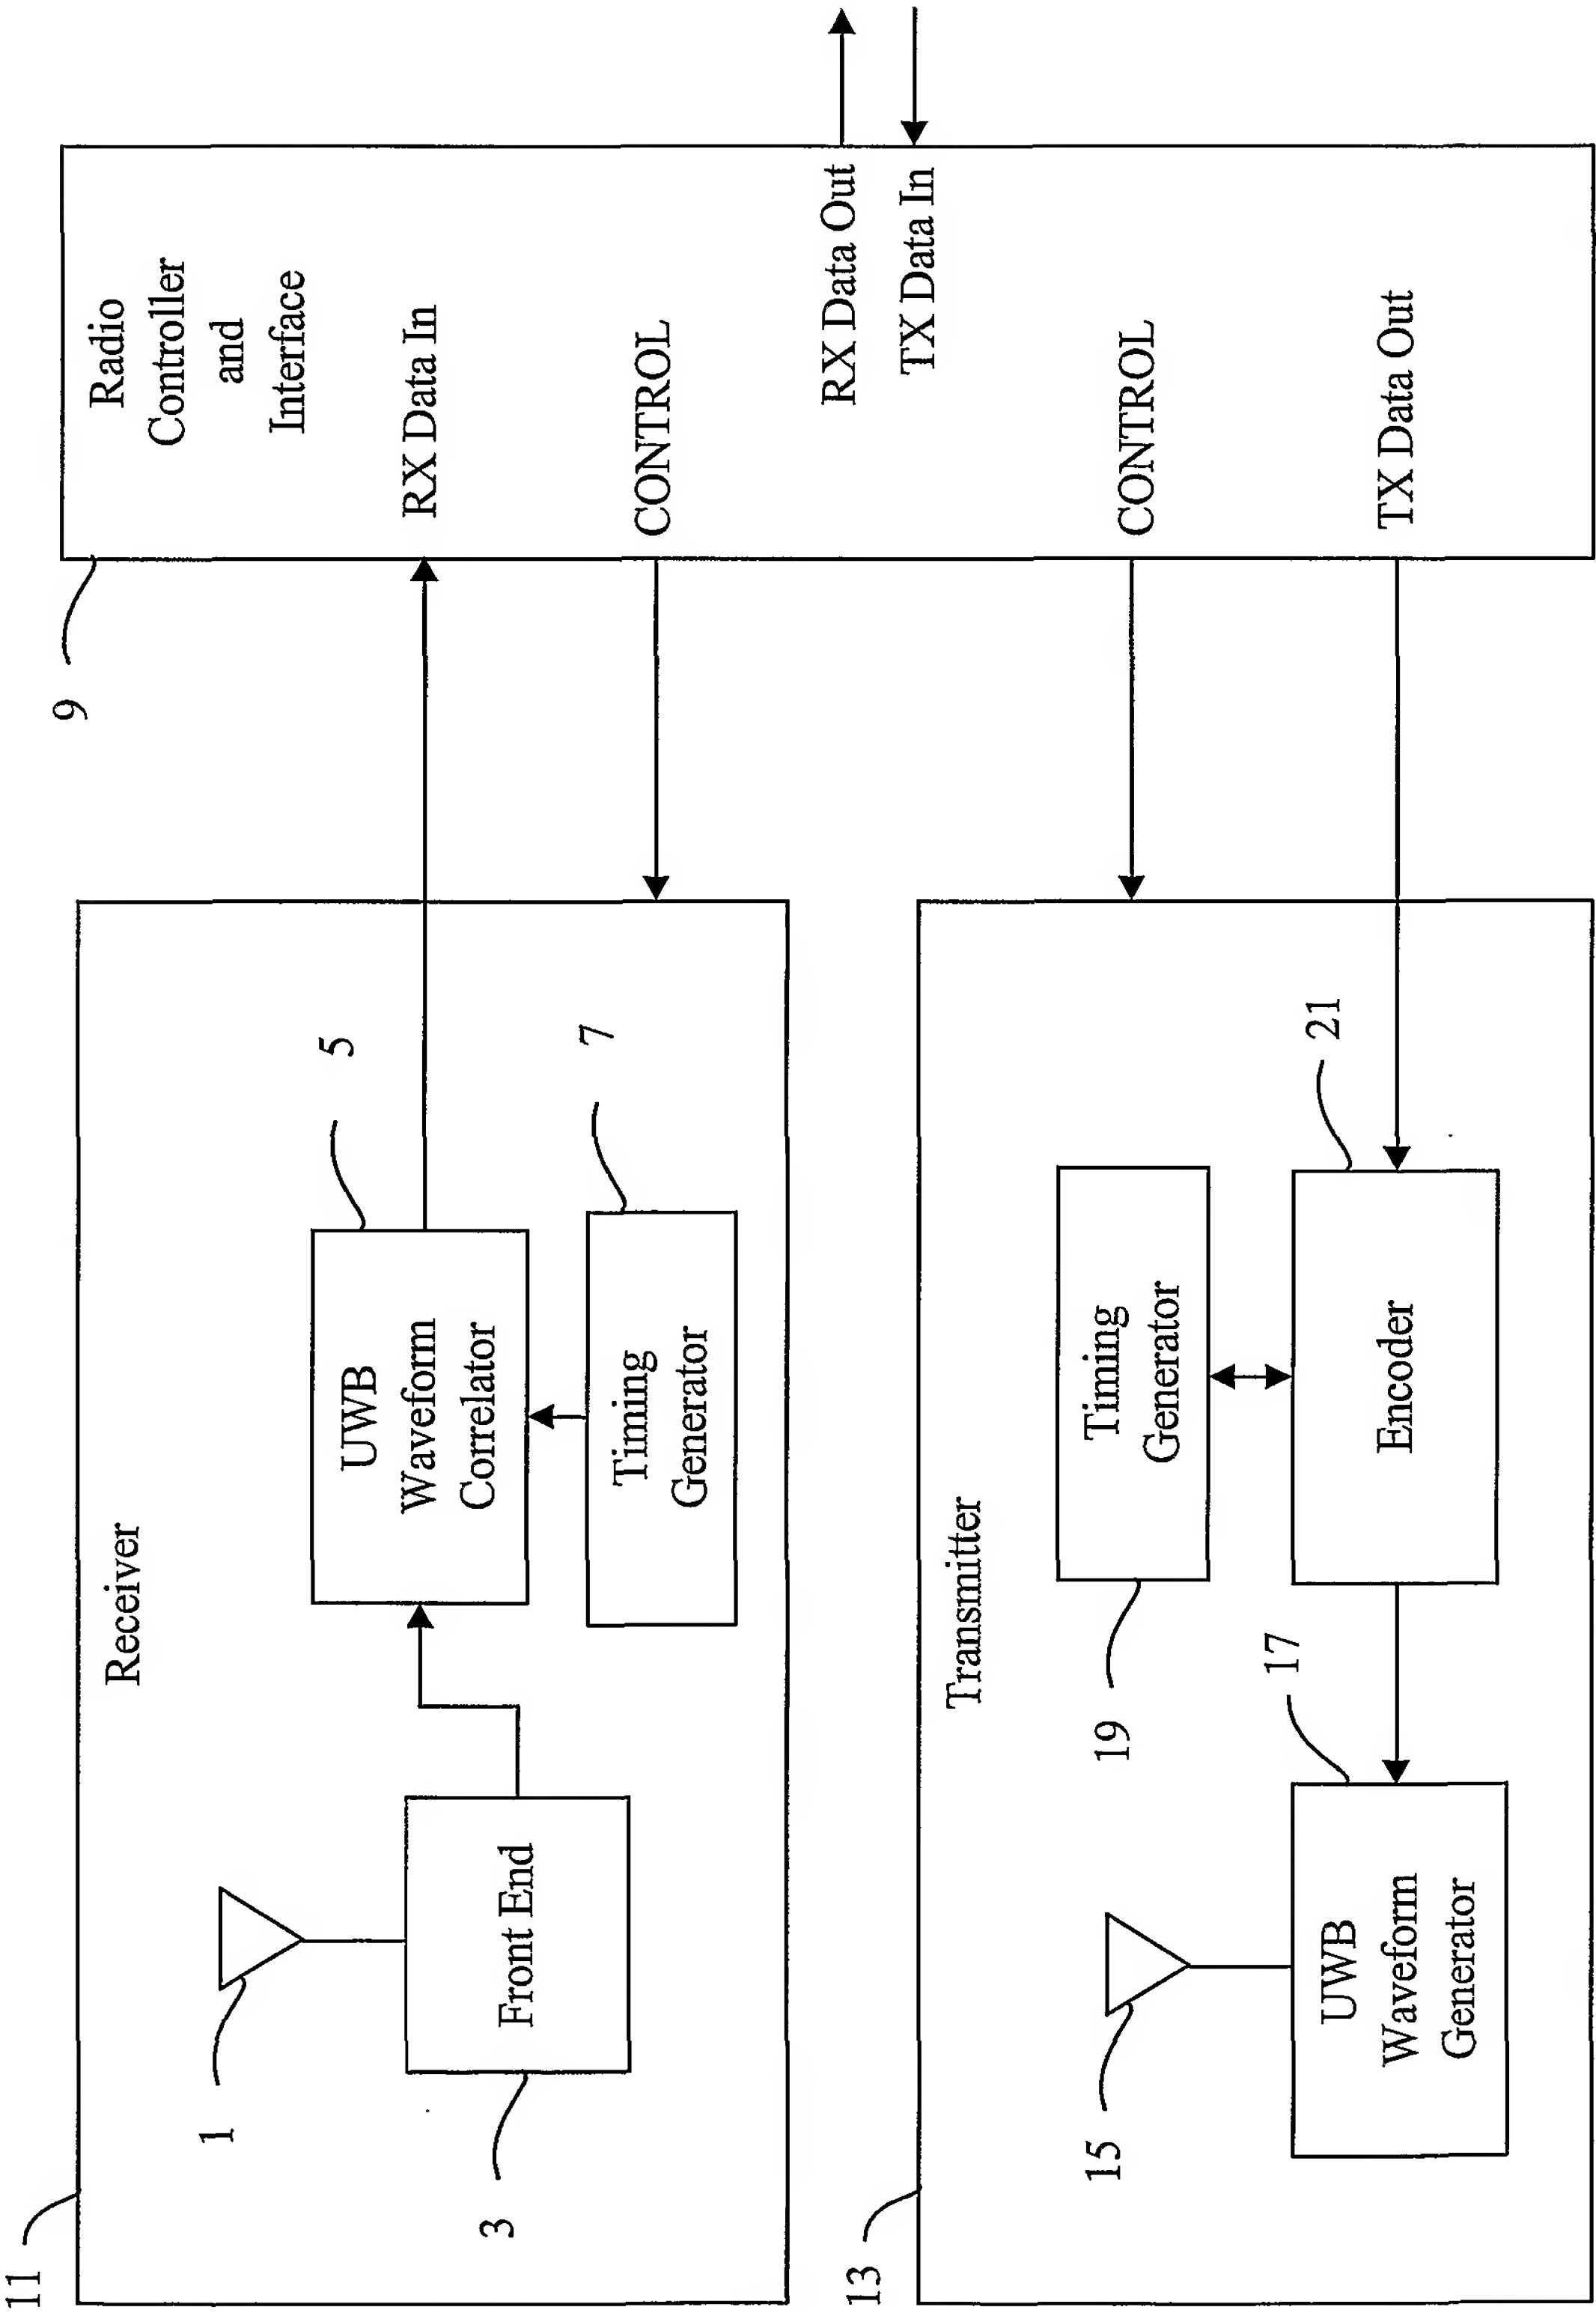 11
Receiver
1
3
Front End
5
UWB
Waveform
Correlator
7
Timing
Generator
9
Radio
Controller
and
Interface
RX Data In
CONTROL
RX Data Out
TX Data In
CONTROL
TX Data Out
13
Transmitter
15
17
UWB
Waveform
Generator
19
Timing
Generator
21
Encoder